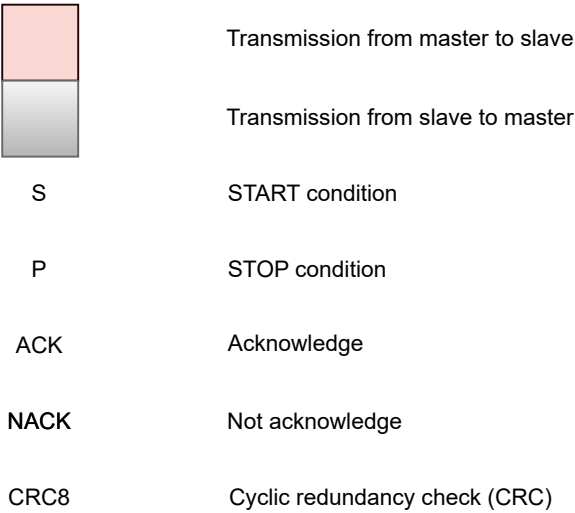 Transmission from master to slave
Transmission from slave to master
S START condition
P STOP condition
ACK Acknowledge
NACK Not acknowledge
CRC8 Cyclic redundancy check (CRC)